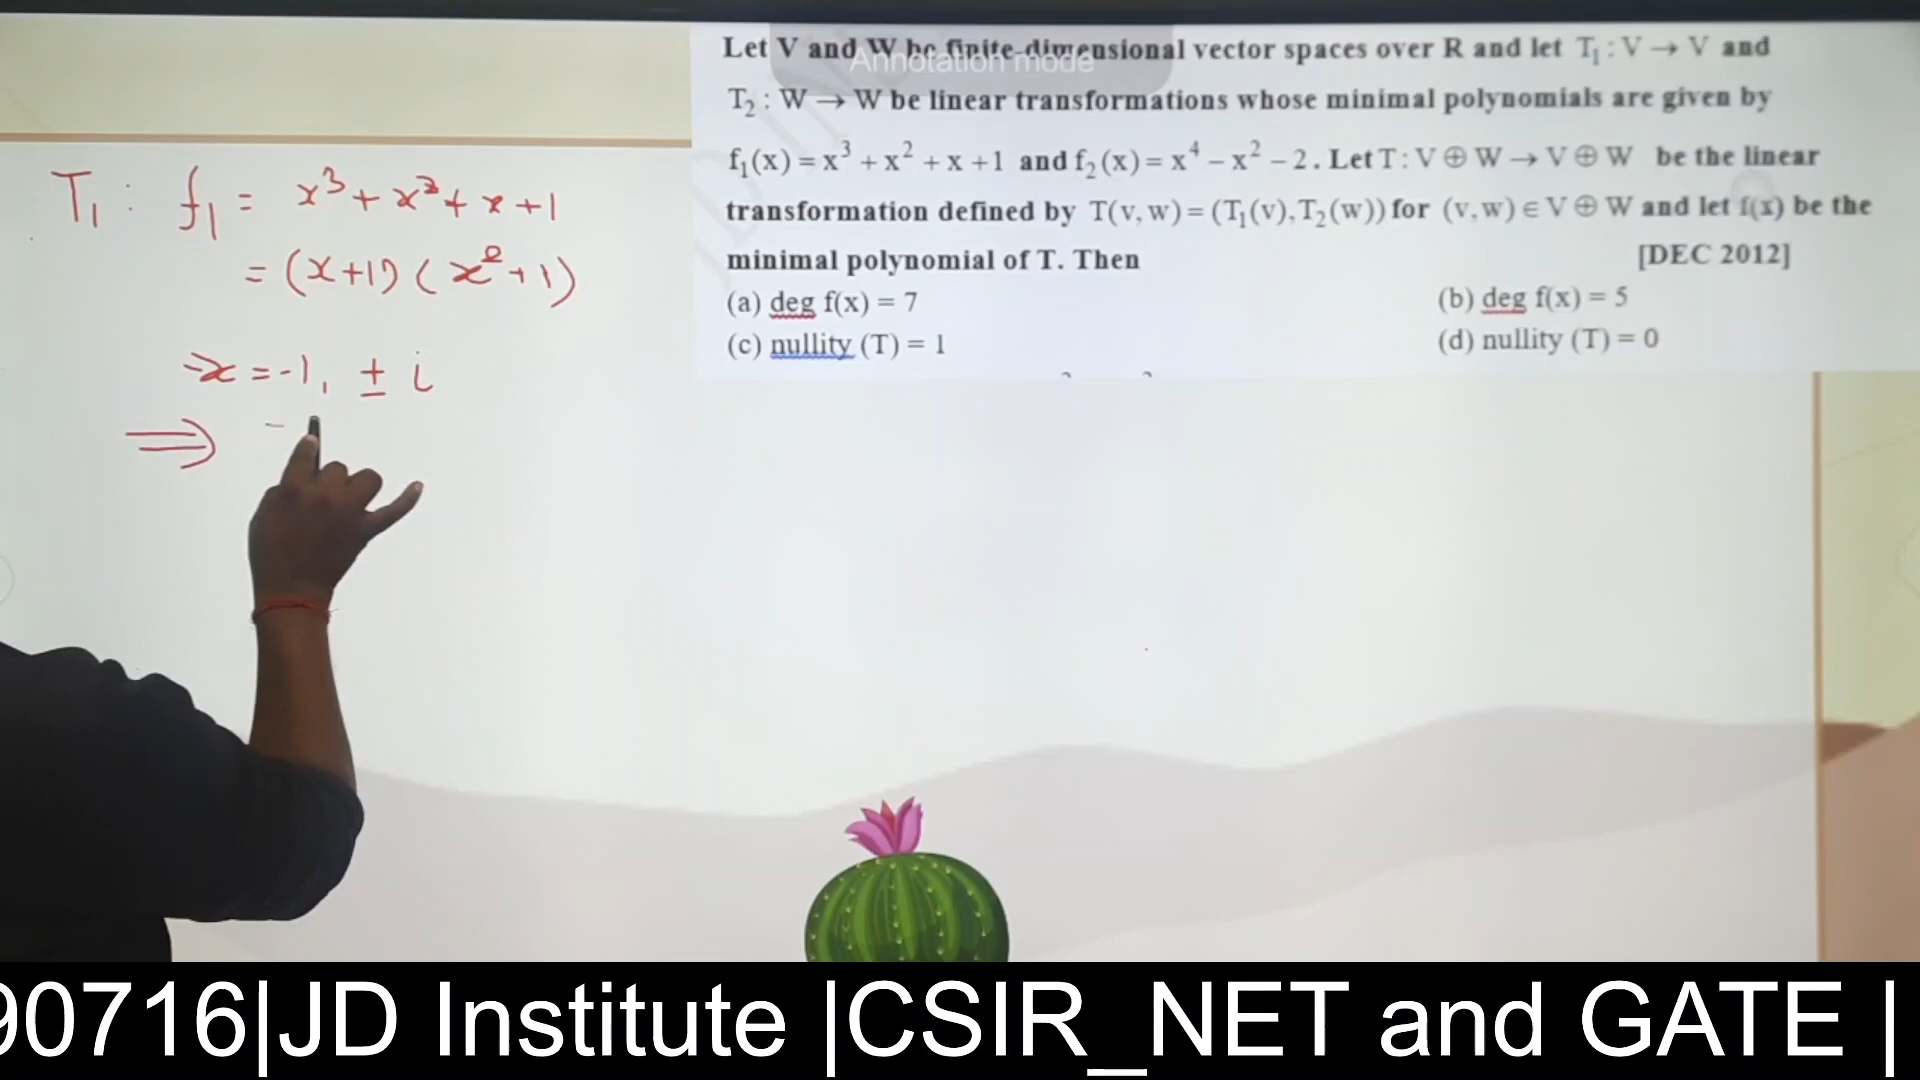 Let V and W be finite-dimensional vector spaces over R and let T₁ : V → V and
Annotation mode
T₂ : W → W be linear transformations whose minimal polynomials are given by
f₁(x) = x³ + x² + x + 1 and f₂(x) = x⁴ − x² − 2. Let T : V ⊕ W → V ⊕ W be the linear
transformation defined by T(v, w) = (T₁(v), T₂(w)) for (v, w) ∈ V ⊕ W and let f(x) be the
minimal polynomial of T. Then [DEC 2012]
(a) deg f(x) = 7 (b) deg f(x) = 5
(c) nullity (T) = 1 (d) nullity (T) = 0
T₁ : f₁ = x³ + x² + x + 1
= (x+1) (x²+1)
x = -1, ± i
⇒ -
90716|JD Institute |CSIR_NET and GATE |